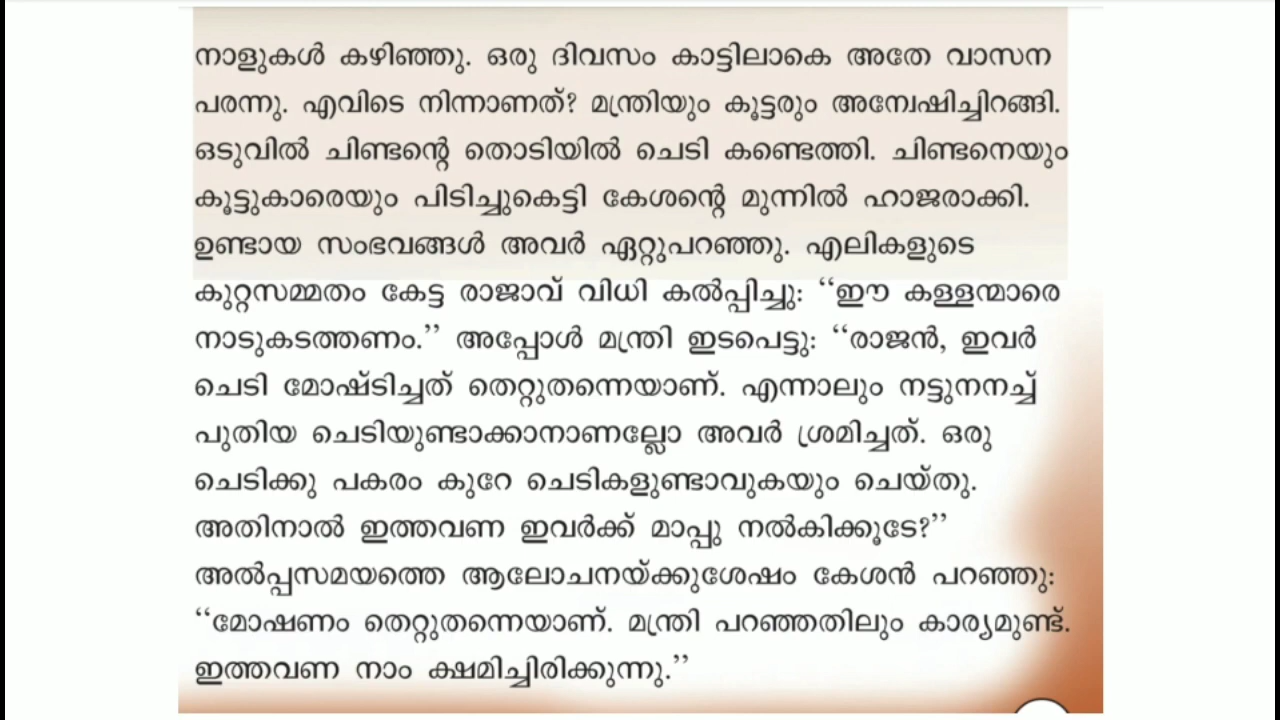 നാളുകൾ കഴിഞ്ഞു. ഒരു ദിവസം കാട്ടിലാകെ അതേ വാസന
പരന്നു. എവിടെ നിന്നാണത്? മന്ത്രിയും കൂട്ടരും അന്വേഷിച്ചിറങ്ങി.
ഒടുവിൽ ചിണ്ടന്റെ തൊടിയിൽ ചെടി കണ്ടെത്തി. ചിണ്ടനെയും
കൂട്ടുകാരെയും പിടിച്ചുകെട്ടി കേശന്റെ മുന്നിൽ ഹാജരാക്കി.
ഉണ്ടായ സംഭവങ്ങൾ അവർ ഏറ്റുപറഞ്ഞു. എലികളുടെ
കുറ്റസമ്മതം കേട്ട രാജാവ് വിധി കൽപ്പിച്ചു: “ഈ കള്ളന്മാരെ
നാടുകടത്തണം.” അപ്പോൾ മന്ത്രി ഇടപെട്ടു: “രാജൻ, ഇവർ
ചെടി മോഷ്ടിച്ചത് തെറ്റുതന്നെയാണ്. എന്നാലും നട്ടുനനച്ച്
പുതിയ ചെടിയുണ്ടാക്കാനാണല്ലോ അവർ ശ്രമിച്ചത്. ഒരു
ചെടിക്കു പകരം കുറേ ചെടികളുണ്ടാവുകയും ചെയ്തു.
അതിനാൽ ഇത്തവണ ഇവർക്ക് മാപ്പു നൽകിക്കൂടേ?”
അൽപ്പസമയത്തെ ആലോചനയ്ക്കുശേഷം കേശൻ പറഞ്ഞു:
“മോഷണം തെറ്റുതന്നെയാണ്. മന്ത്രി പറഞ്ഞതിലും കാര്യമുണ്ട്.
ഇത്തവണ നാം ക്ഷമിച്ചിരിക്കുന്നു.”